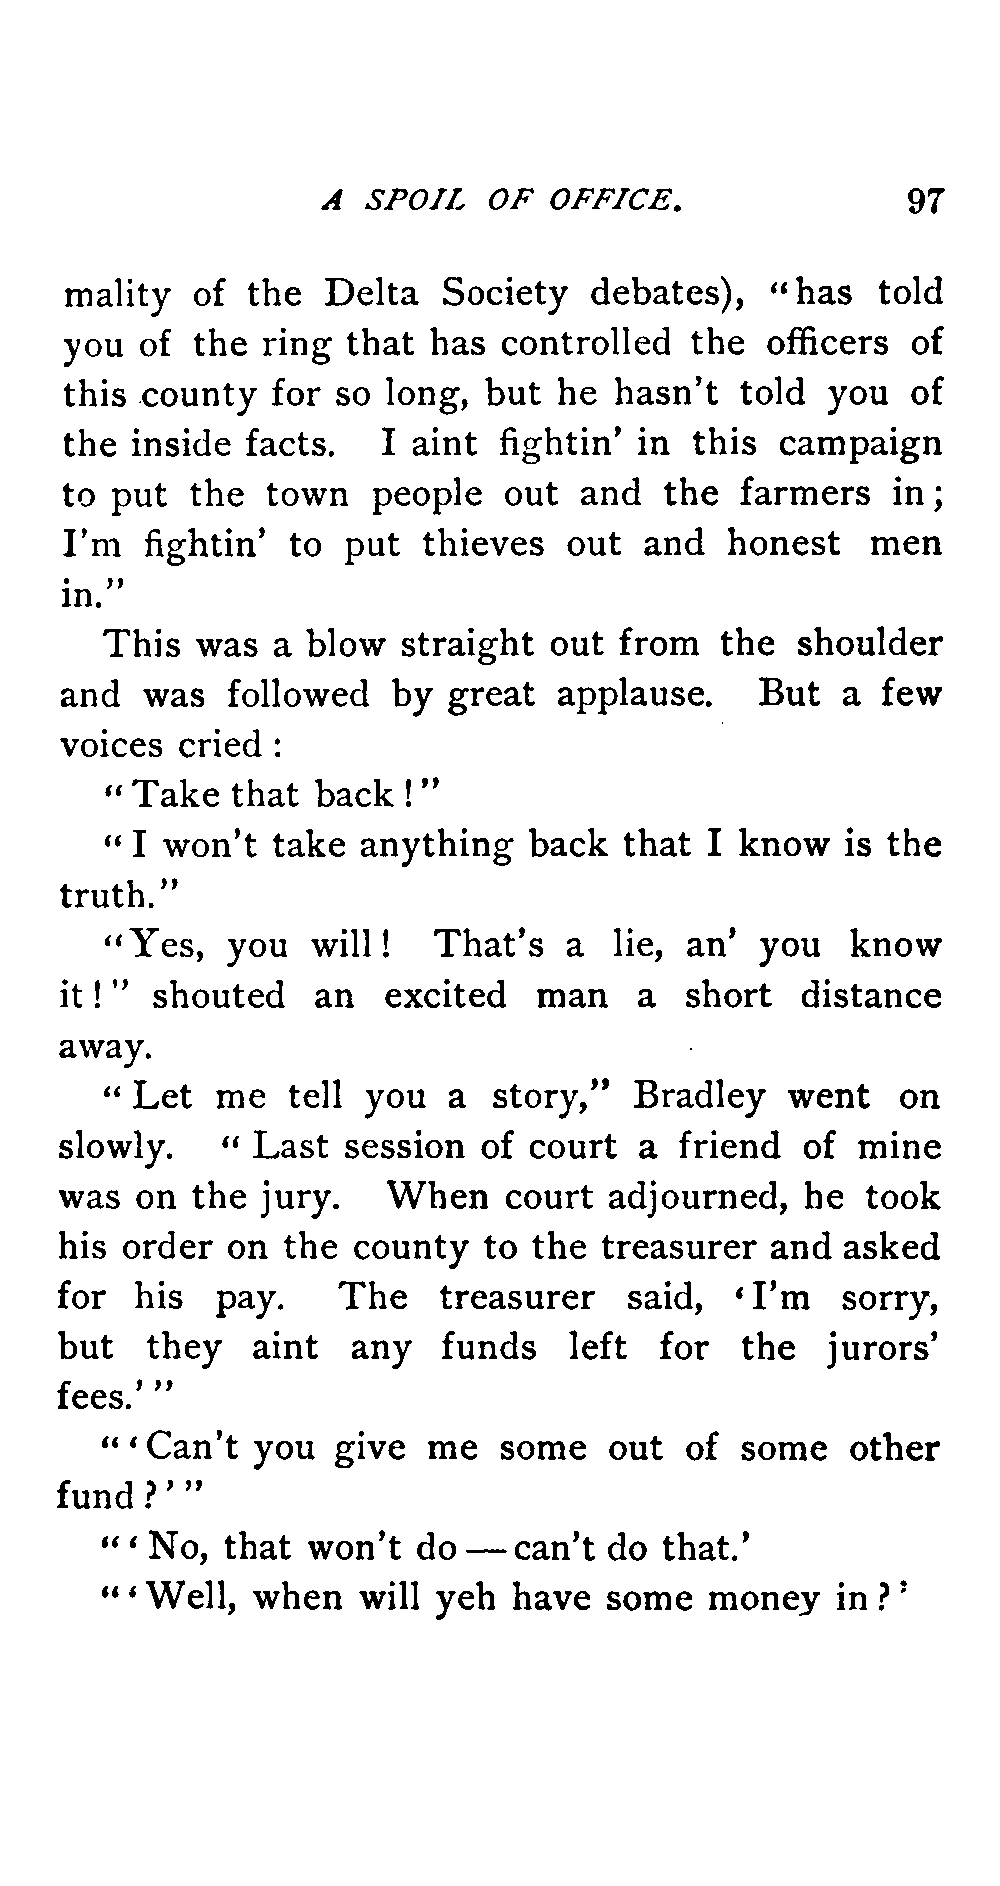 A SPOIL OF OFFICE. 97
mality of the Delta Society debates), "has told
you of the ring that has controlled the officers of
this county for so long, but he hasn't told you of
the inside facts. I aint fightin' in this campaign
to put the town people out and the farmers in;
I'm fightin' to put thieves out and honest men
in."
This was a blow straight out from the shoulder
and was followed by great applause. But a few
voices cried:
"Take that back!"
"I won't take anything back that I know is the
truth."
"Yes, you will! That's a lie, an' you know
it!" shouted an excited man a short distance
away.
"Let me tell you a story," Bradley went on
slowly. "Last session of court a friend of mine
was on the jury. When court adjourned, he took
his order on the county to the treasurer and asked
for his pay. The treasurer said, 'I'm sorry,
but they aint any funds left for the jurors'
fees.'"
"'Can't you give me some out of some other
fund?'"
"'No, that won't do—can't do that.'
"'Well, when will yeh have some money in?'